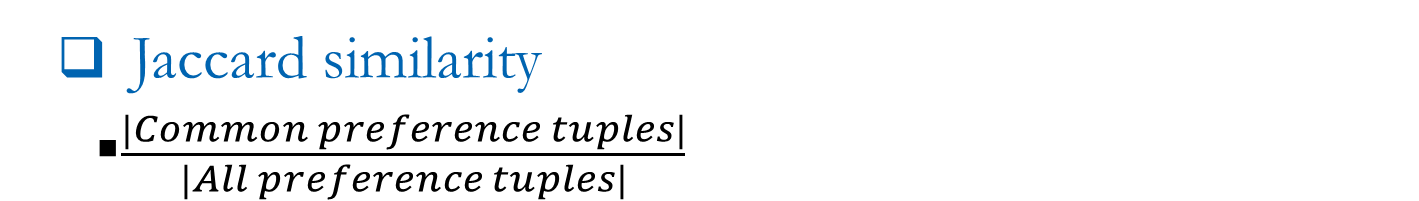 ❑ Jaccard similarity
▪ |Common preference tuples|
|All preference tuples|